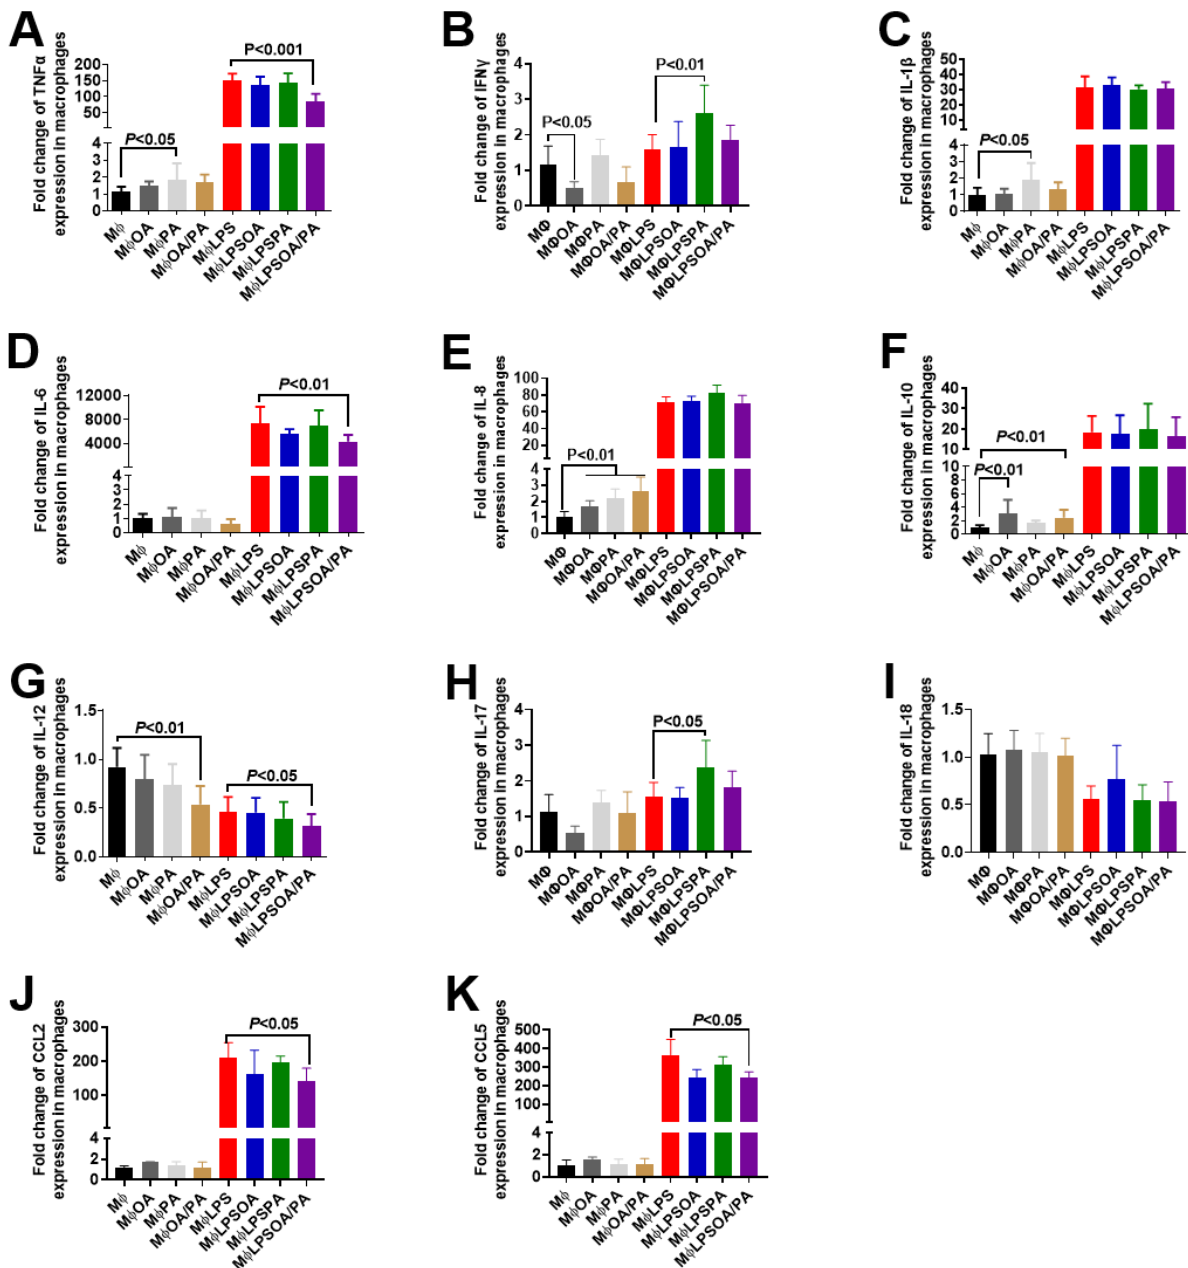 A
Fold change of TNFα
expression in macrophages
200
150
100
50
4
3
2
1
0
P<0.05
P<0.001
Mϕ
MϕOA
MϕPA
MϕOA/PA
MϕLPS
MϕLPSOA
MϕLPSPA
MϕLPSOA/PA
B
Fold change of IFNγ
expression in macrophages
4
3
2
1
0
P<0.05
P<0.01
MΦ
MΦOA
MΦPA
MΦOA/PA
MΦLPS
MΦLPSOA
MΦLPSPA
MΦLPSOA/PA
C
Fold change of IL-1β
expression in macrophages
50
40
30
20
10
4
3
2
1
0
P<0.05
Mϕ
MϕOA
MϕPA
MϕOA/PA
MϕLPS
MϕLPSOA
MϕLPSPA
MϕLPSOA/PA
D
Fold change of IL-6
expression in macrophages
12000
8000
4000
4
3
2
1
0
P<0.01
Mϕ
MϕOA
MϕPA
MϕOA/PA
MϕLPS
MϕLPSOA
MϕLPSPA
MϕLPSOA/PA
E
Fold change of IL-8
expression in macrophages
100
80
60
40
20
4
3
2
1
0
P<0.01
MΦ
MΦOA
MΦPA
MΦOA/PA
MΦLPS
MΦLPSOA
MΦLPSPA
MΦLPSOA/PA
F
Fold change of IL-10
expression in macrophages
40
30
20
10
8
6
4
2
0
P<0.01
P<0.01
Mϕ
MϕOA
MϕPA
MϕOA/PA
MϕLPS
MϕLPSOA
MϕLPSPA
MϕLPSOA/PA
G
Fold change of IL-12
expression in macrophages
1.5
1.0
0.5
0.0
P<0.01
P<0.05
Mϕ
MϕOA
MϕPA
MϕOA/PA
MϕLPS
MϕLPSOA
MϕLPSPA
MϕLPSOA/PA
H
Fold change of IL-17
expression in macrophages
4
3
2
1
0
P<0.05
MΦ
MΦOA
MΦPA
MΦOA/PA
MΦLPS
MΦLPSOA
MΦLPSPA
MΦLPSOA/PA
I
Fold change of IL-18
expression in macrophages
1.5
1.0
0.5
0.0
MΦ
MΦOA
MΦPA
MΦOA/PA
MΦLPS
MΦLPSOA
MΦLPSPA
MΦLPSOA/PA
J
Fold change of CCL2
expression in macrophages
300
200
100
4
2
0
P<0.05
Mϕ
MϕOA
MϕPA
MϕOA/PA
MϕLPS
MϕLPSOA
MϕLPSPA
MϕLPSOA/PA
K
Fold change of CCL5
expression in macrophages
500
400
300
200
100
4
2
0
P<0.05
Mϕ
MϕOA
MϕPA
MϕOA/PA
MϕLPS
MϕLPSOA
MϕLPSPA
MϕLPSOA/PA